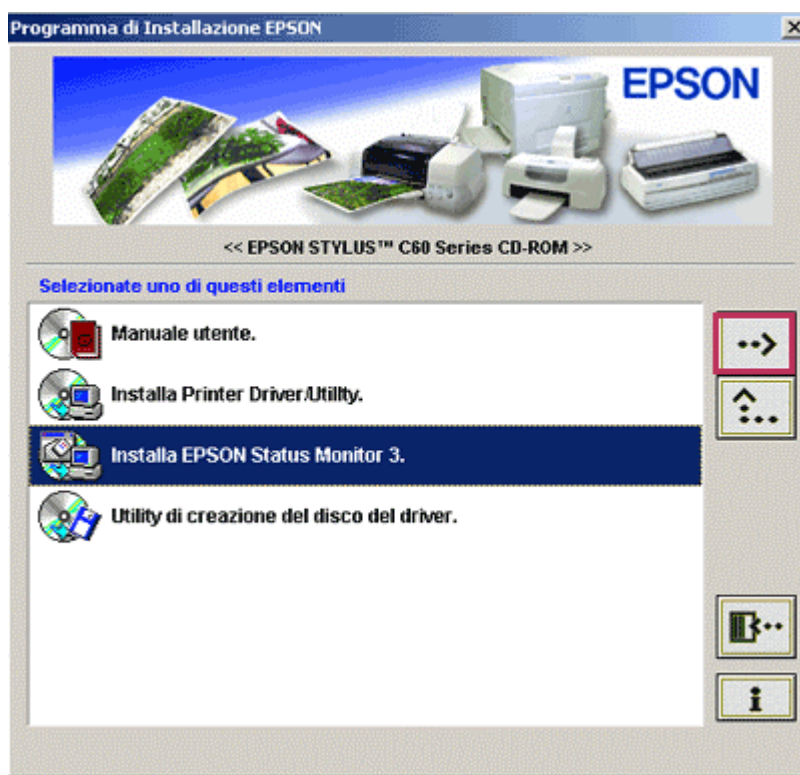 Programma di Installazione EPSON
EPSON
<< EPSON STYLUS™ C60 Series CD-ROM >>
Selezionate uno di questi elementi
Manuale utente.
Installa Printer Driver/Utility.
Installa EPSON Status Monitor 3.
Utility di creazione del disco del driver.